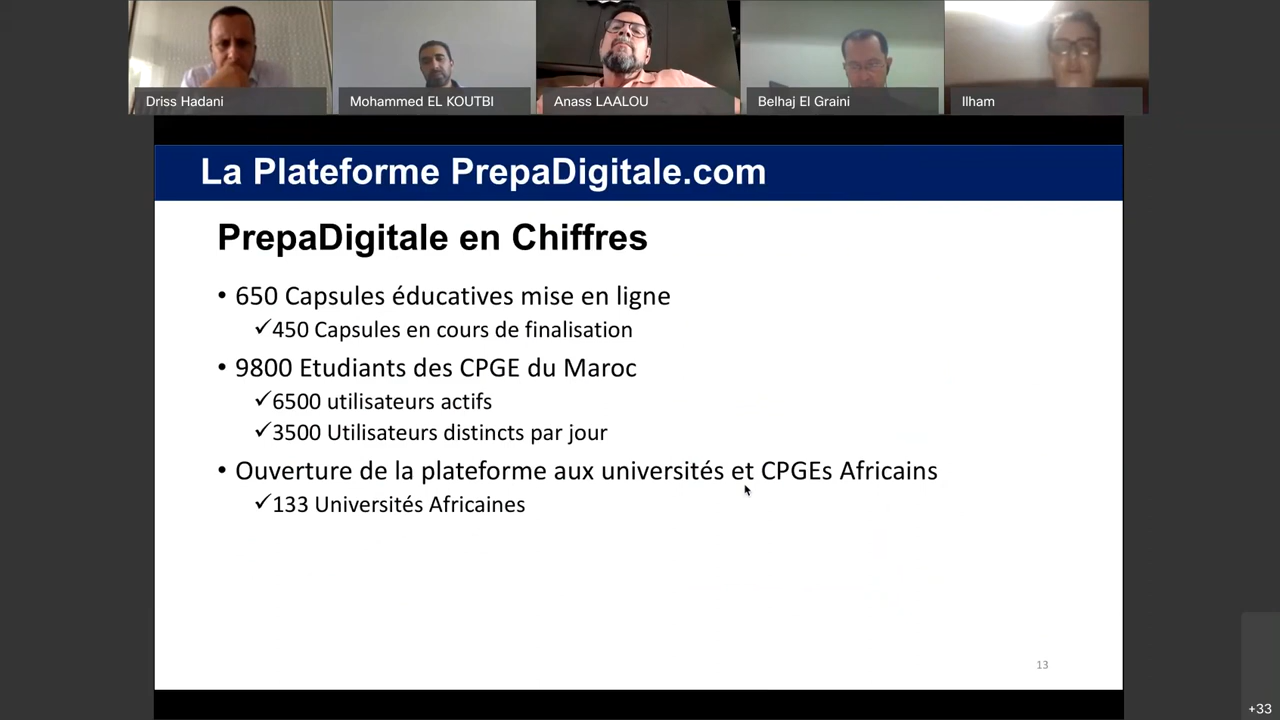 Driss Hadani
Mohammed EL KOUTBI
Anass LAALOU
Belhaj El Graini
Ilham
La Plateforme PrepaDigitale.com
PrepaDigitale en Chiffres
• 650 Capsules éducatives mise en ligne
✓450 Capsules en cours de finalisation
• 9800 Etudiants des CPGE du Maroc
✓6500 utilisateurs actifs
✓3500 Utilisateurs distincts par jour
• Ouverture de la plateforme aux universités et CPGEs Africains
✓133 Universités Africaines
13
+33